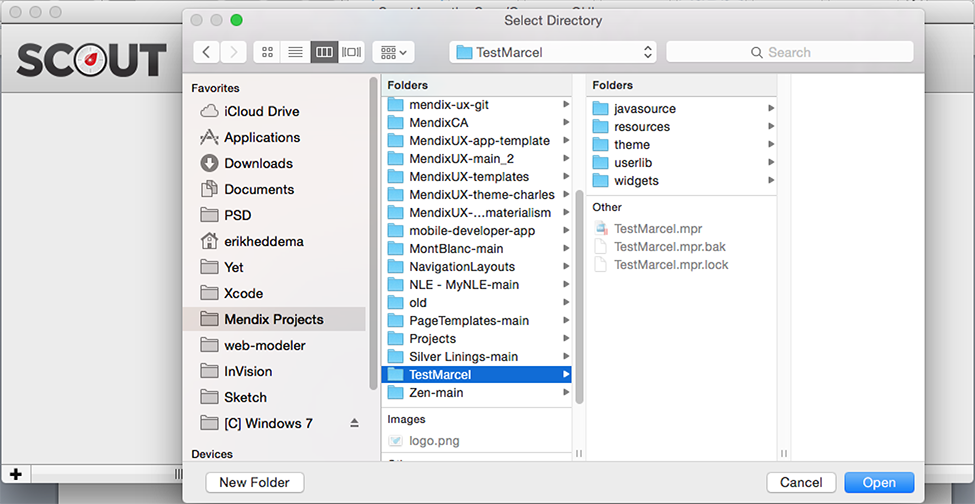 Select Directory
SCOUT
TestMarcel
Search
Favorites
iCloud Drive
Applications
Downloads
Documents
PSD
erikheddema
Yet
Xcode
Mendix Projects
web-modeler
InVision
Sketch
[C] Windows 7
Devices
Folders
mendix-ux-git
MendixCA
MendixUX-app-template
MendixUX-main_2
MendixUX-templates
MendixUX-theme-charles
MendixUX-...materialism
mobile-developer-app
MontBlanc-main
NavigationLayouts
NLE - MyNLE-main
old
PageTemplates-main
Projects
Silver Linings-main
TestMarcel
Zen-main
Images
logo.png
Folders
javasource
resources
theme
userlib
widgets
Other
TestMarcel.mpr
TestMarcel.mpr.bak
TestMarcel.mpr.lock
New Folder
Cancel
Open